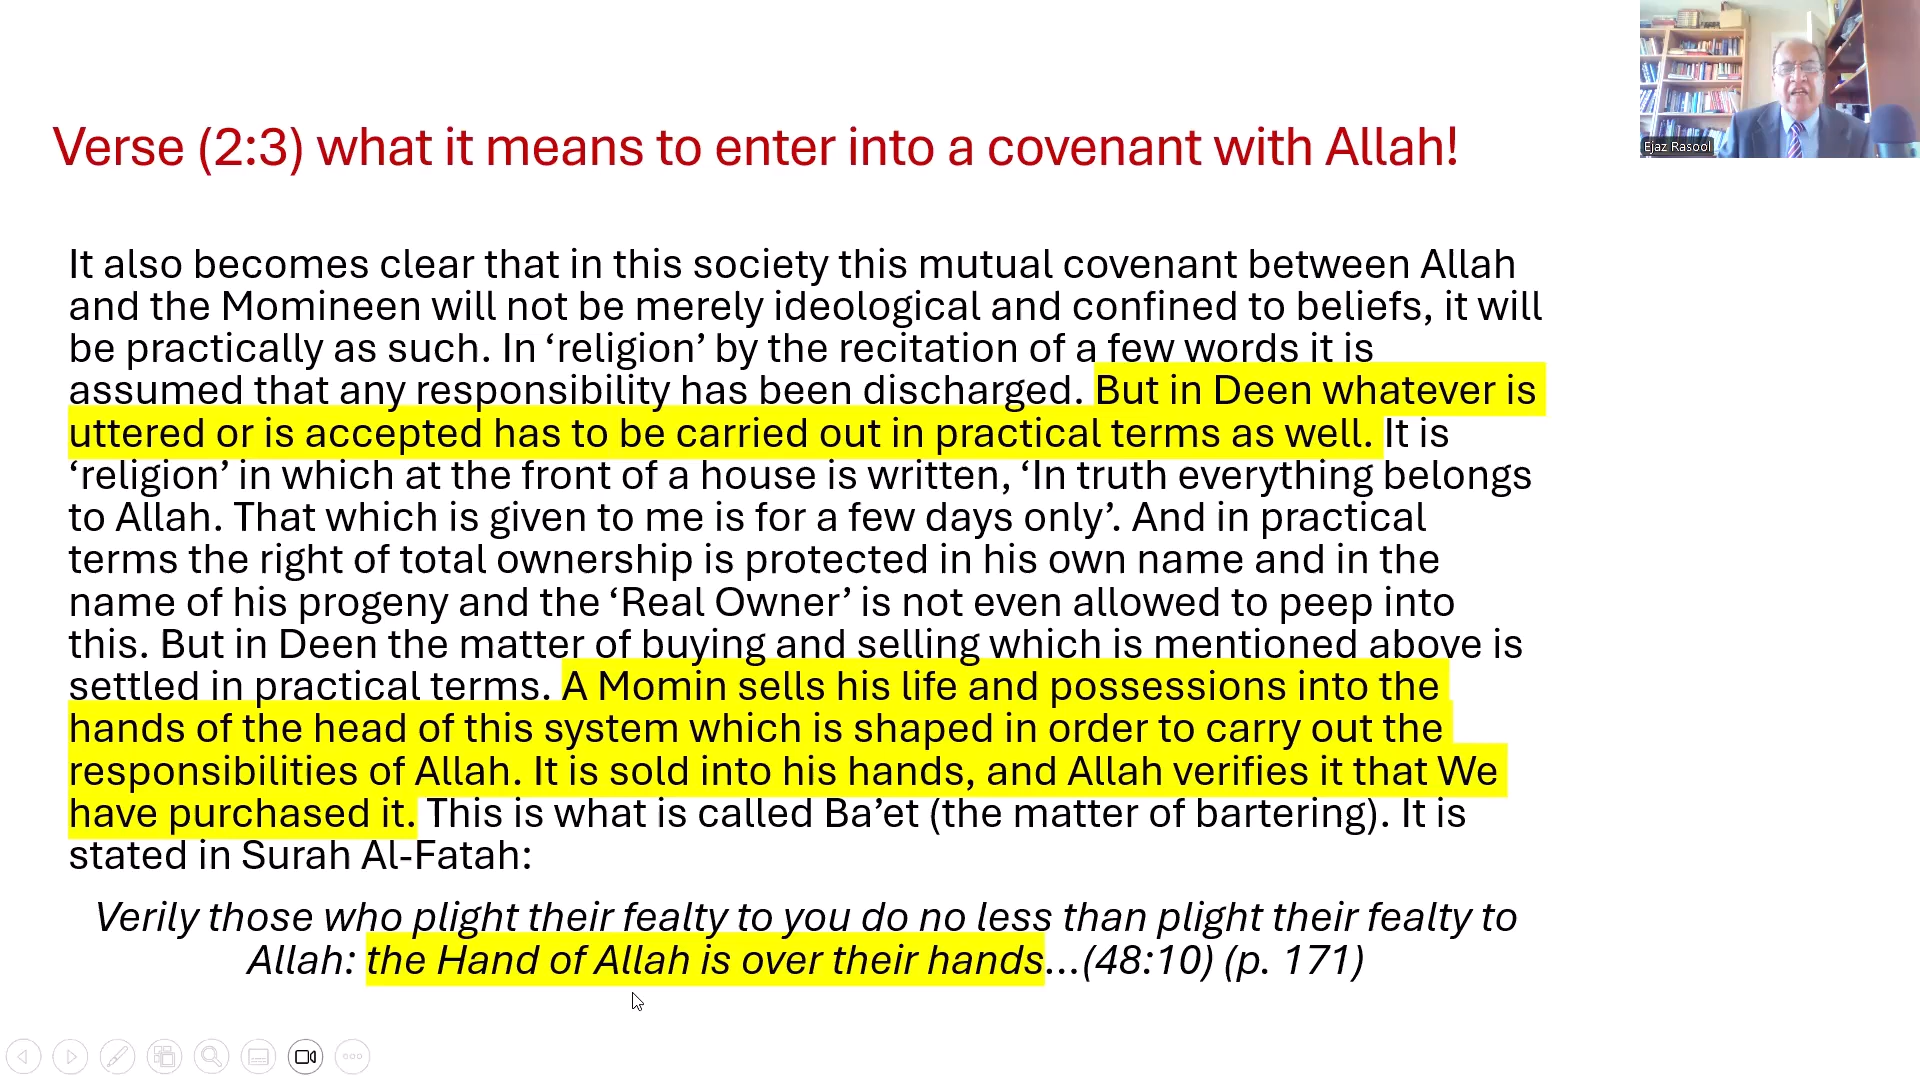 Verse (2:3) what it means to enter into a covenant with Allah!
Ejaz Rasool
It also becomes clear that in this society this mutual covenant between Allah
and the Momineen will not be merely ideological and confined to beliefs, it will
be practically as such. In ‘religion’ by the recitation of a few words it is
assumed that any responsibility has been discharged. But in Deen whatever is
uttered or is accepted has to be carried out in practical terms as well. It is
‘religion’ in which at the front of a house is written, ‘In truth everything belongs
to Allah. That which is given to me is for a few days only’. And in practical
terms the right of total ownership is protected in his own name and in the
name of his progeny and the ‘Real Owner’ is not even allowed to peep into
this. But in Deen the matter of buying and selling which is mentioned above is
settled in practical terms. A Momin sells his life and possessions into the
hands of the head of this system which is shaped in order to carry out the
responsibilities of Allah. It is sold into his hands, and Allah verifies it that We
have purchased it. This is what is called Ba’et (the matter of bartering). It is
stated in Surah Al-Fatah:
Verily those who plight their fealty to you do no less than plight their fealty to
Allah: the Hand of Allah is over their hands...(48:10) (p. 171)